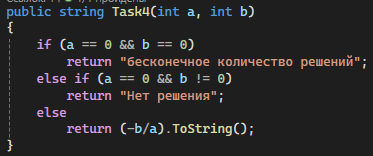 public string Task4(int a, int b)
{
    if (a == 0 && b == 0)
        return "бесконечное количество решений";
    else if (a == 0 && b != 0)
        return "Нет решения";
    else
        return (-b/a).ToString();
}